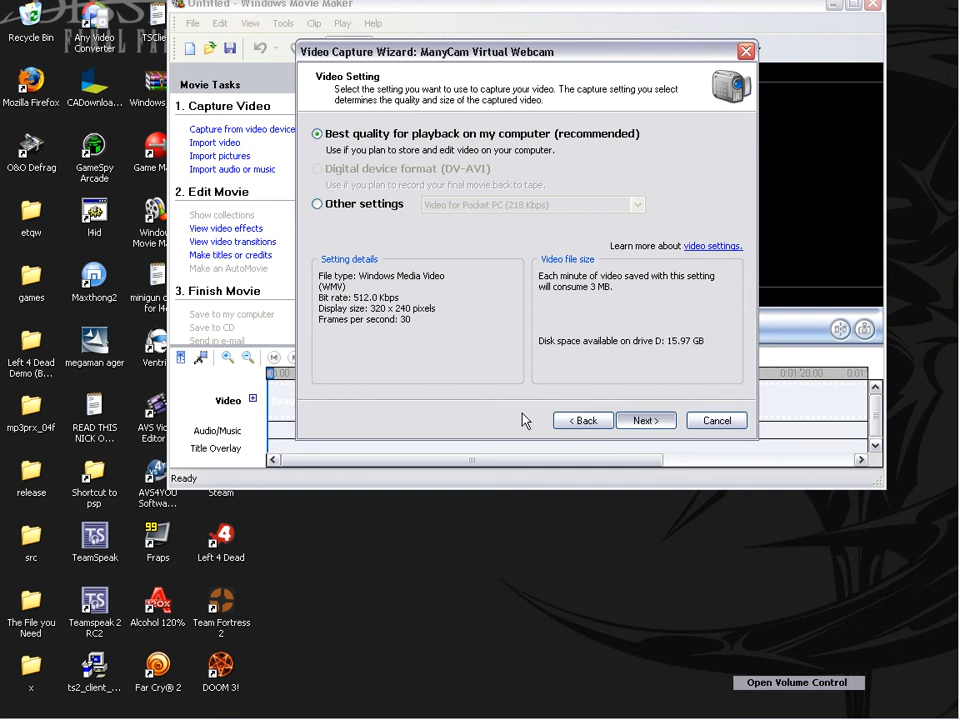 Untitled - Windows Movie Maker
File Edit View Tools Clip Play Help
Movie Tasks
1. Capture Video
Capture from video device
Import video
Import pictures
Import audio or music
2. Edit Movie
Show collections
View video effects
View video transitions
Make titles or credits
Make an AutoMovie
3. Finish Movie
Save to my computer
Save to CD
Send in e-mail
Video Capture Wizard: ManyCam Virtual Webcam
Video Setting
Select the setting you want to use to capture your video. The capture setting you select
determines the quality and size of the captured video.
Best quality for playback on my computer (recommended)
Use if you plan to store and edit video on your computer.
Digital device format (DV-AVI)
Use if you plan to record your final movie back to tape.
Other settings
Video for Pocket PC (218 Kbps)
Learn more about video settings.
Setting details
File type: Windows Media Video
(WMV)
Bit rate: 512.0 Kbps
Display size: 320 x 240 pixels
Frames per second: 30
Video file size
Each minute of video saved with this setting
will consume 3 MB.
Disk space available on drive D: 15.97 GB
< Back
Next >
Cancel
0:01:20.00
Video
Audio/Music
Title Overlay
Ready
Recycle Bin
Any Video
Converter
TSClie
FINAL FA
Mozilla Firefox
CADownloa...
Windows
O&O Defrag
GameSpy
Arcade
Game Ma
etqw
l4id
Window
Movie M
games
Maxthong2
minigun
for l4
Left 4 Dead
Demo (B...
megaman ager
Ventri
mp3prx_04f
READ THIS
NICK O...
AVS Vid
Editor
release
Shortcut to
psp
AVS4YOU
Softwa...
Steam
src
TeamSpeak
99
Fraps
Left 4 Dead
The File you
Need
Teamspeak 2
RC2
Alcohol 120%
Team Fortress
2
x
ts2_client_...
Far Cry® 2
DOOM 3!
Open Volume Control